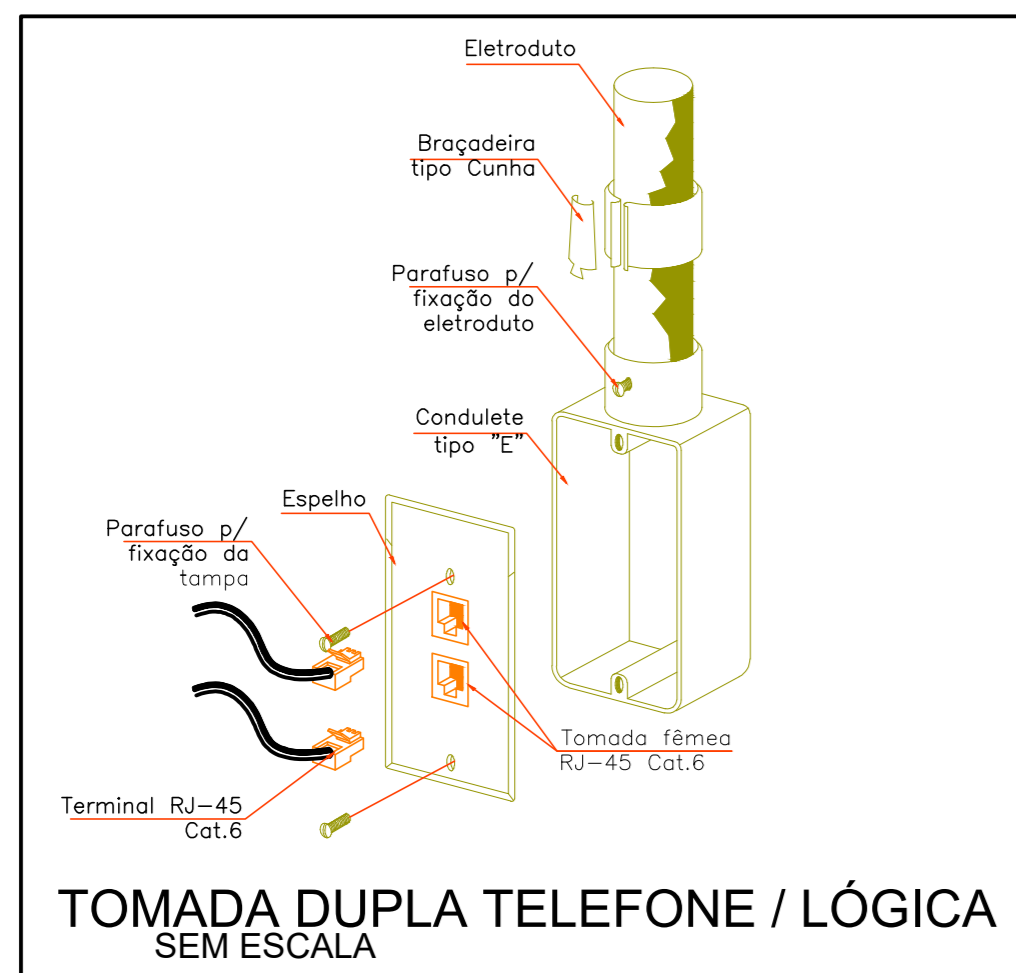 Eletroduto
Braçadeira
tipo Cunha
Parafuso p/
fixação do
eletroduto
Condulete
tipo "E"
Espelho
Parafuso p/
fixação da
tampa
Tomada fêmea
RJ-45 Cat.6
Terminal RJ-45
Cat.6
TOMADA DUPLA TELEFONE / LÓGICA
SEM ESCALA